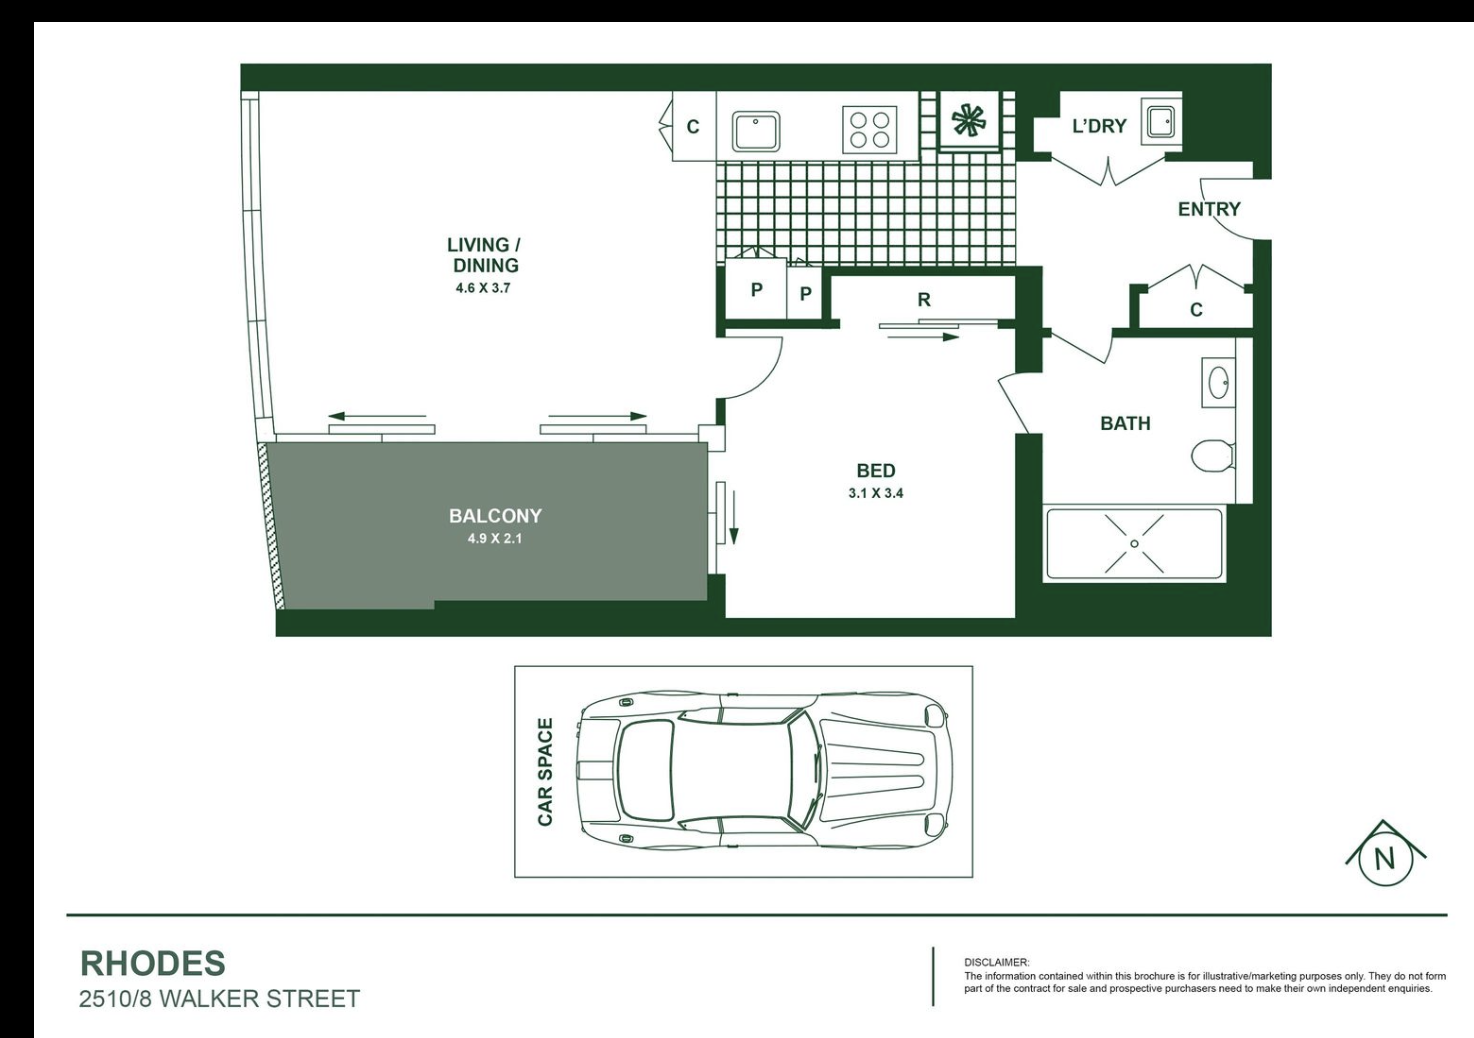 C
L'DRY
ENTRY
LIVING /
DINING
4.6 X 3.7
P
P
R
C
BATH
BED
3.1 X 3.4
BALCONY
4.9 X 2.1
CAR SPACE
N
RHODES
2510/8 WALKER STREET
DISCLAIMER:
The information contained within this brochure is for illustrative/marketing purposes only. They do not form
part of the contract for sale and prospective purchasers need to make their own independent enquiries.